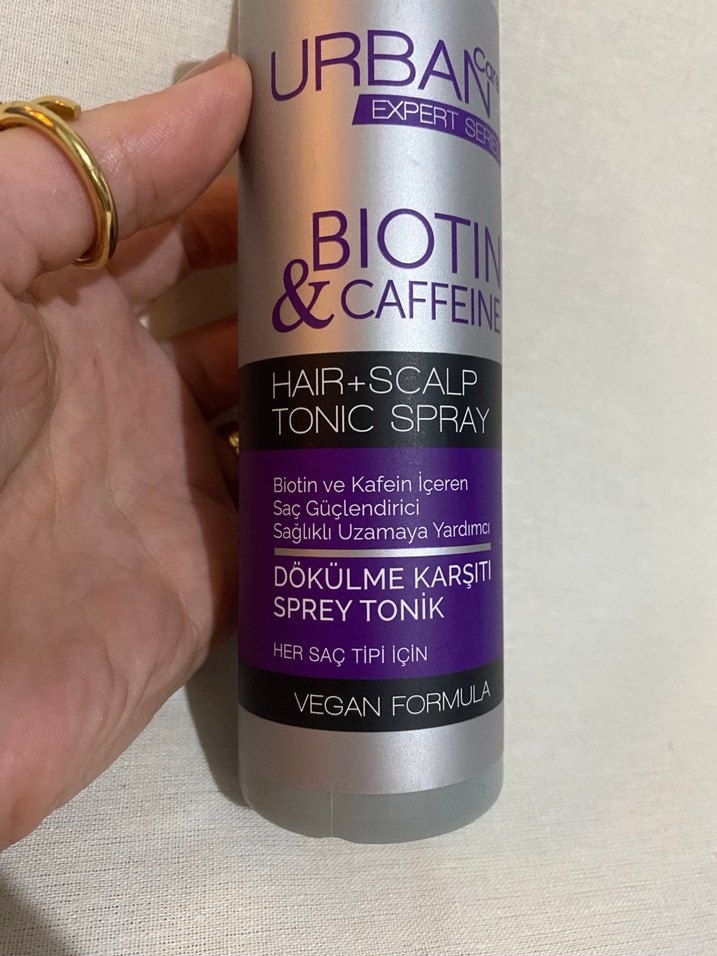 URBAN Care
EXPERT SERIES
BIOTIN
& CAFFEINE
HAIR+SCALP
TONIC SPRAY
Biotin ve Kafein İçeren
Saç Güçlendirici
Sağlıklı Uzamaya Yardımcı
DÖKÜLME KARŞITI
SPREY TONİK
HER SAÇ TİPİ İÇİN
VEGAN FORMULA